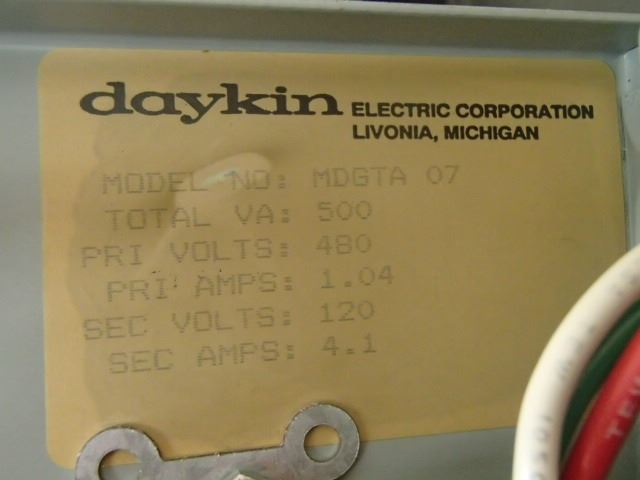 daykin ELECTRIC CORPORATION
LIVONIA, MICHIGAN
MODEL NO: MDGTA 07
TOTAL VA: 500
PRI VOLTS: 480
PRI AMPS: 1.04
SEC VOLTS: 120
SEC AMPS: 4.1